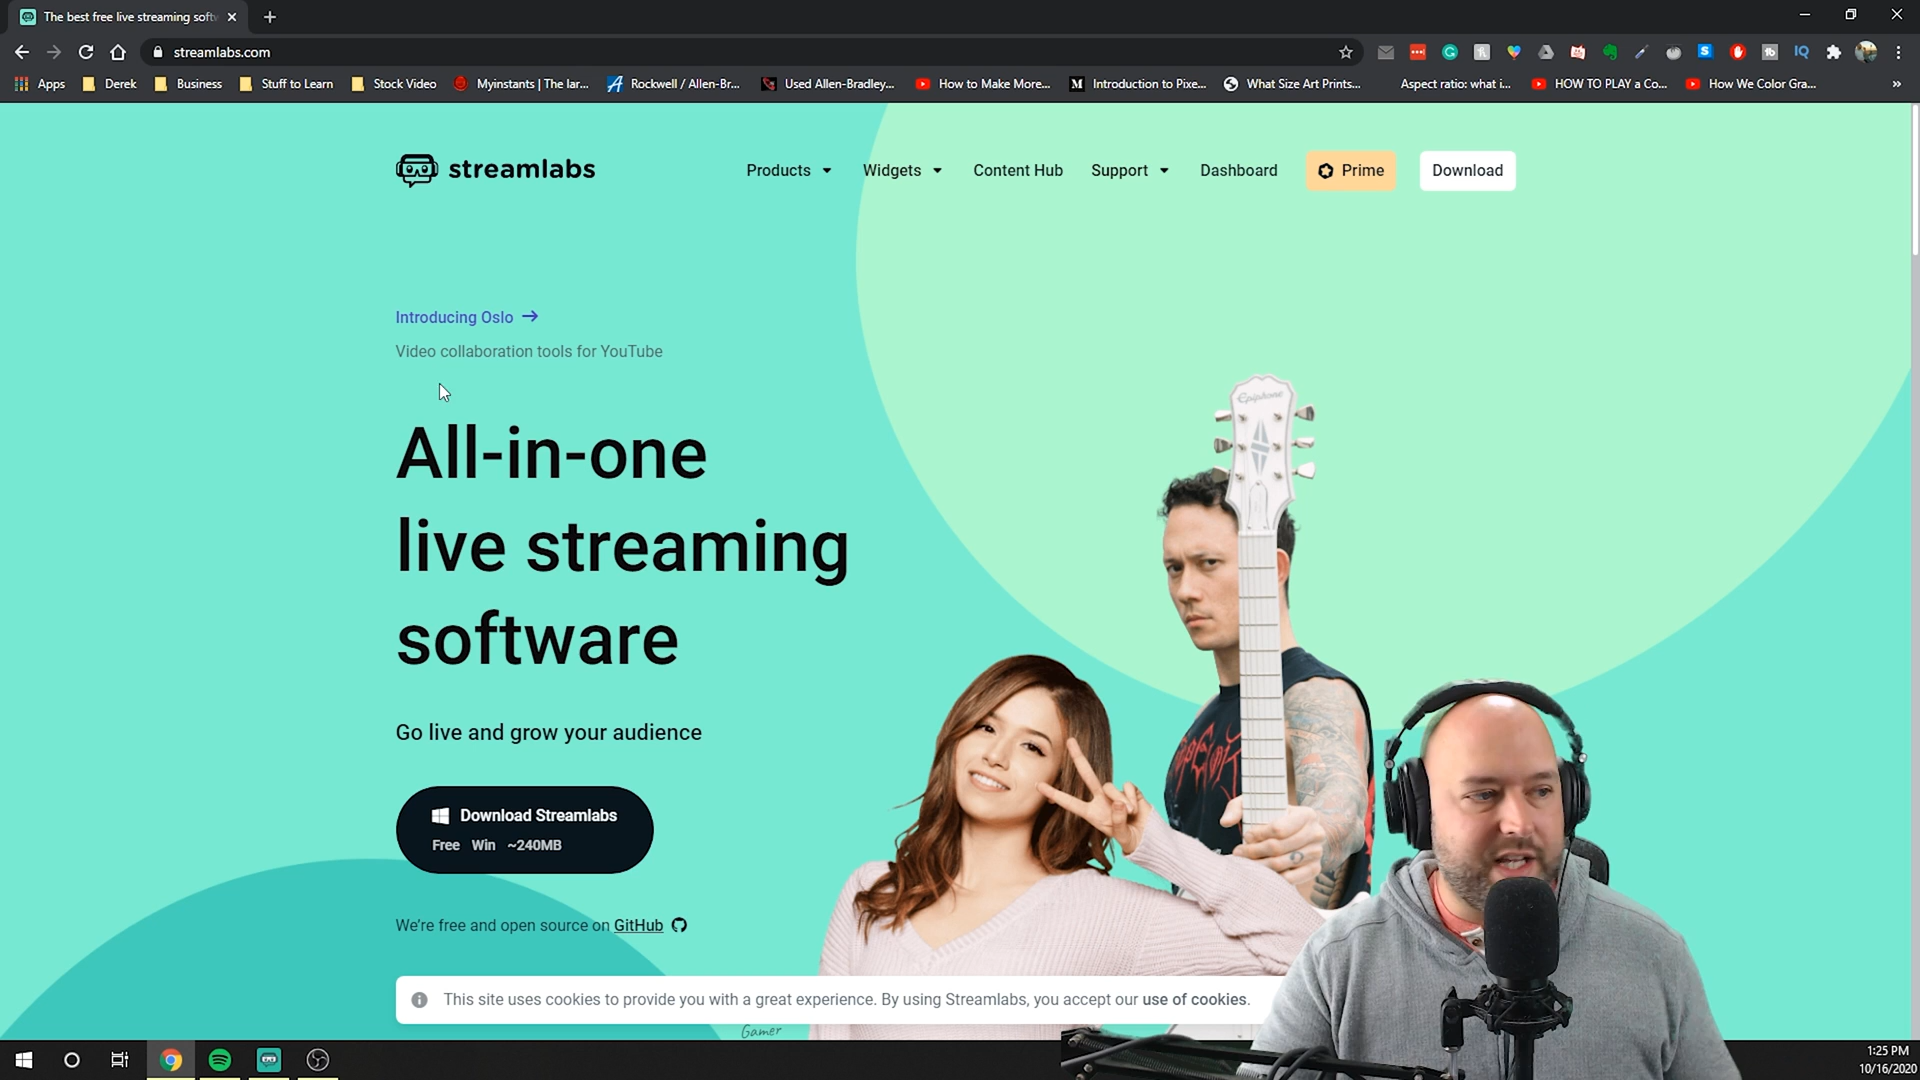 The best free live streaming soft
streamlabs.com
Apps
Derek
Business
Stuff to Learn
Stock Video
Myinstants | The lar...
Rockwell / Allen-Br...
Used Allen-Bradley...
How to Make More...
Introduction to Pixe...
What Size Art Prints...
Aspect ratio: what i...
HOW TO PLAY a Co...
How We Color Gra...
streamlabs
Products
Widgets
Content Hub
Support
Dashboard
Prime
Download
Introducing Oslo →
Video collaboration tools for YouTube
All-in-one
live streaming
software
Epiphone
Go live and grow your audience
Download Streamlabs
Free Win ~240MB
We're free and open source on GitHub
This site uses cookies to provide you with a great experience. By using Streamlabs, you accept our use of cookies.
Gamer
1:25 PM
10/16/2020